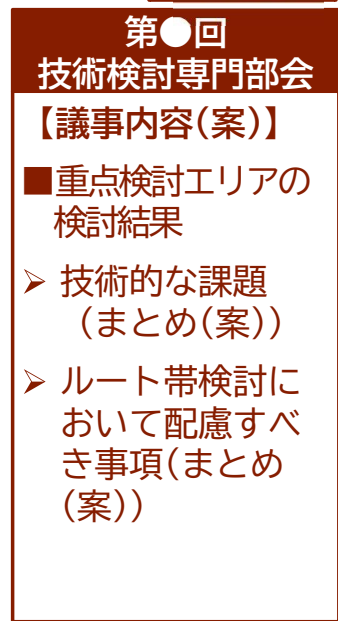 第●回
技術検討専門部会
【議事内容(案)】
■重点検討エリアの
検討結果
➢ 技術的な課題
(まとめ(案))
➢ ルート帯検討に
おいて配慮すべ
き事項(まとめ
(案))